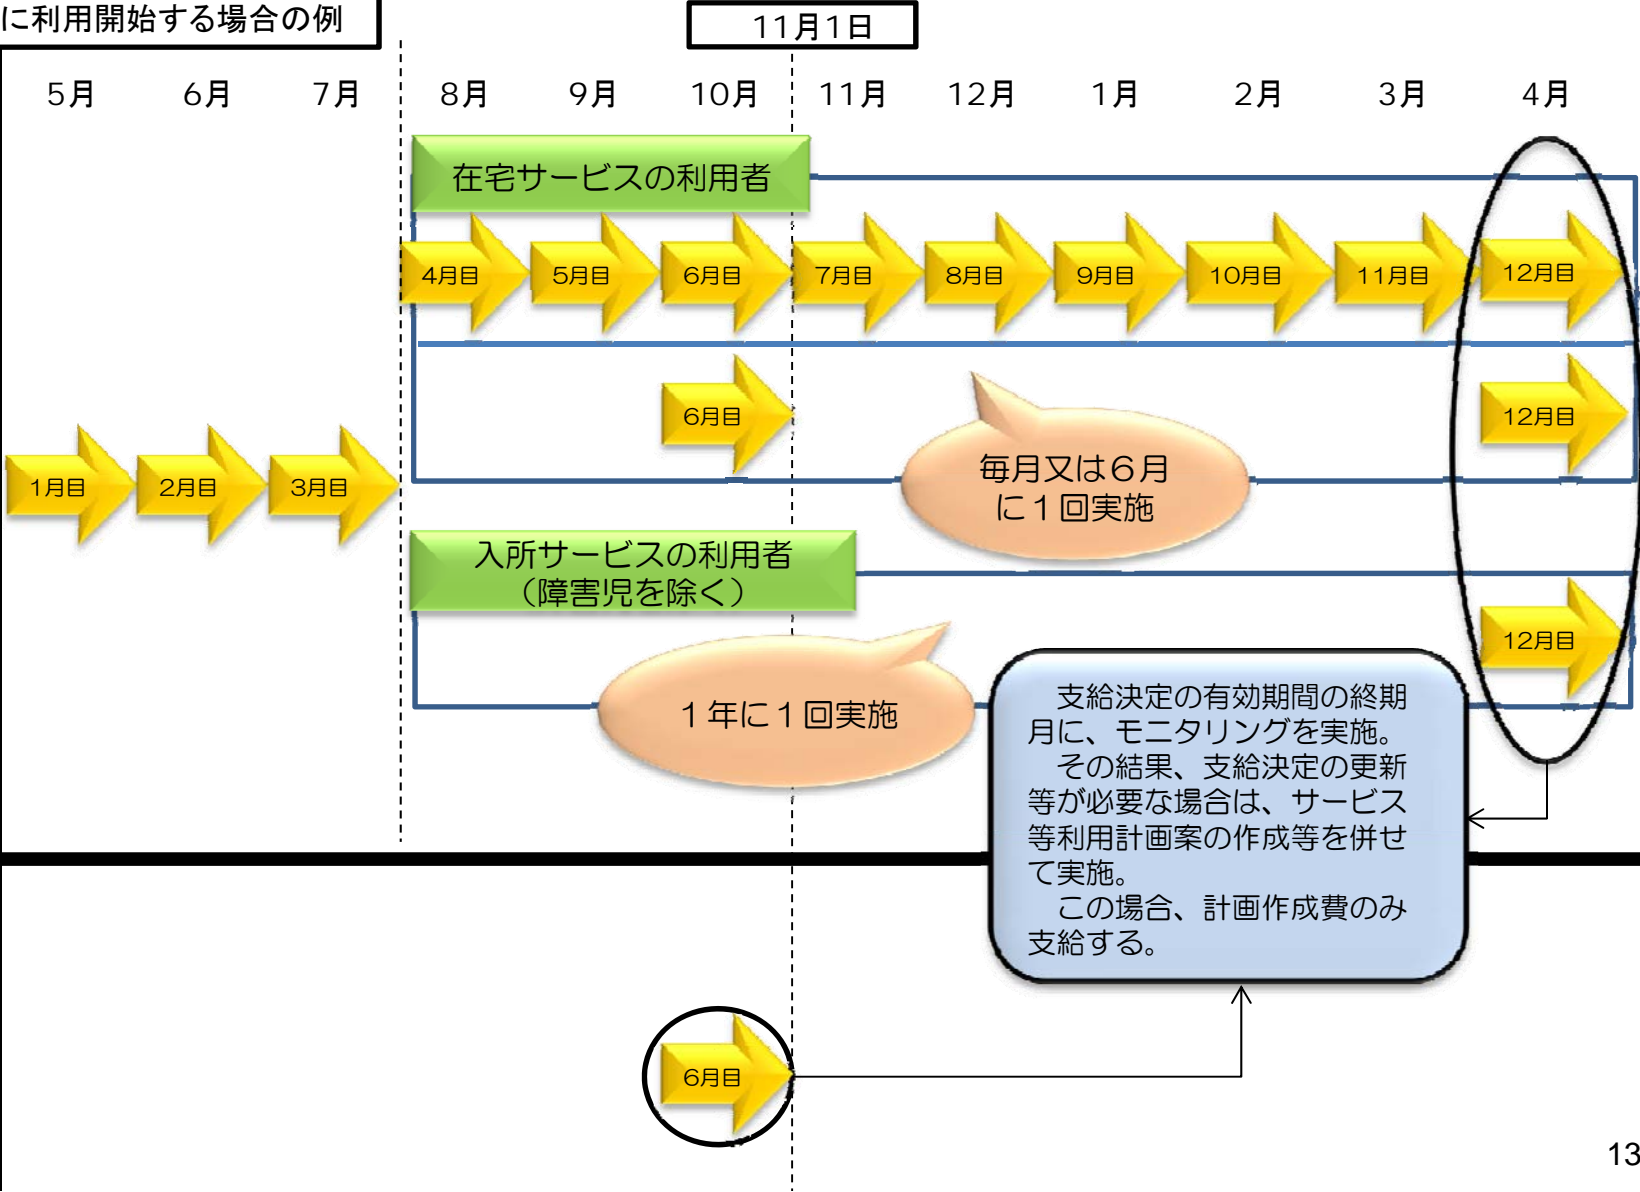 に利用開始する場合の例
11月1日
5月 6月 7月 8月 9月 10月 11月 12月 1月 2月 3月 4月
在宅サービスの利用者
4月目 5月目 6月目 7月目 8月目 9月目 10月目 11月目 12月目
6月目 12月目
1月目 2月目 3月目
毎月又は６月
に１回実施
入所サービスの利用者
（障害児を除く）
12月目
１年に１回実施
支給決定の有効期間の終期
月に、モニタリングを実施。
その結果、支給決定の更新
等が必要な場合は、サービス
等利用計画案の作成等を併せ
て実施。
この場合、計画作成費のみ
支給する。
6月目
13